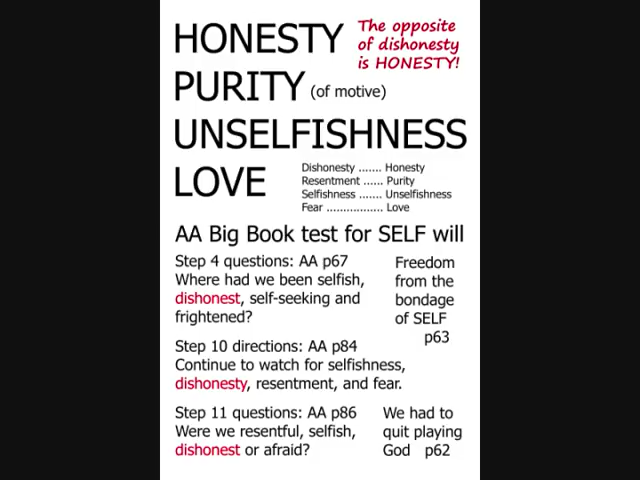 HONESTY
The opposite
of dishonesty
is HONESTY!
PURITY (of motive)
UNSELFISHNESS
LOVE
Dishonesty ....... Honesty
Resentment ...... Purity
Selfishness ....... Unselfishness
Fear ................. Love
AA Big Book test for SELF will
Step 4 questions: AA p67
Where had we been selfish,
dishonest, self-seeking and
frightened?
Freedom
from the
bondage
of SELF
p63
Step 10 directions: AA p84
Continue to watch for selfishness,
dishonesty, resentment, and fear.
Step 11 questions: AA p86
Were we resentful, selfish,
dishonest or afraid?
We had to
quit playing
God p62